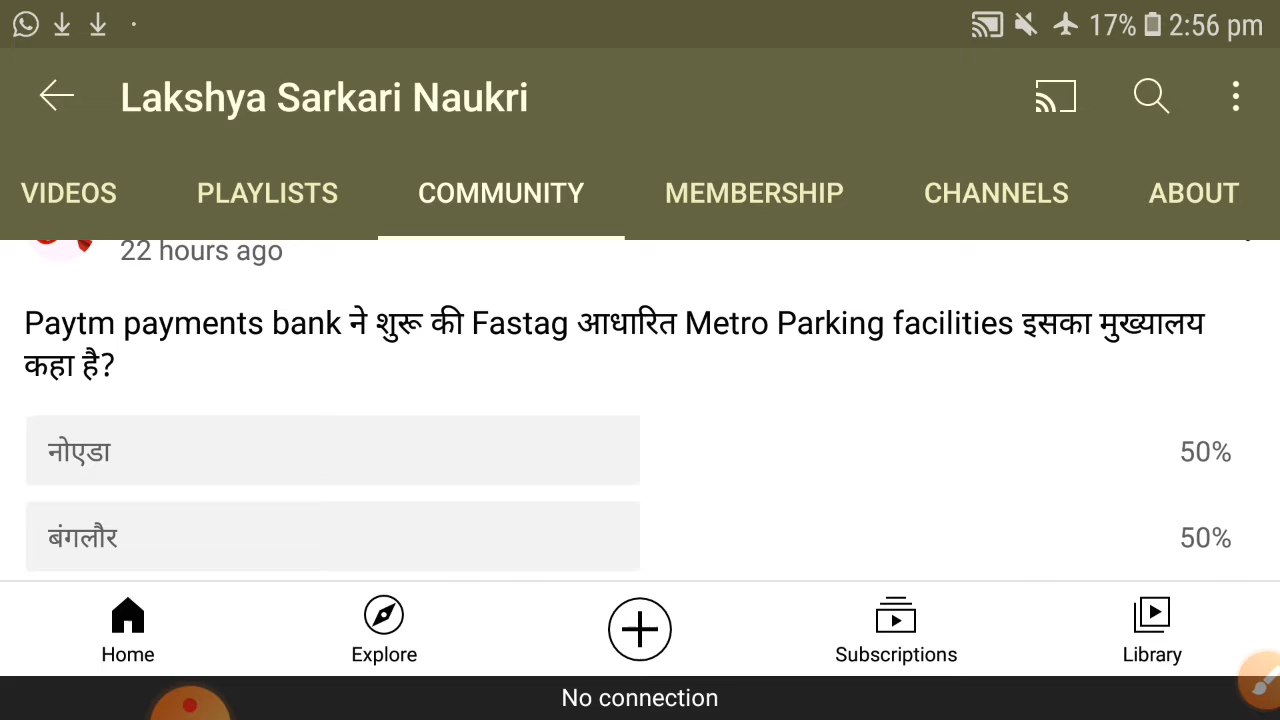 17% 2:56 pm
Lakshya Sarkari Naukri
VIDEOS PLAYLISTS COMMUNITY MEMBERSHIP CHANNELS ABOUT
22 hours ago
Paytm payments bank ने शुरू की Fastag आधारित Metro Parking facilities इसका मुख्यालय
कहा है?
नोएडा 50%
बंगलौर 50%
Home Explore Subscriptions Library
No connection